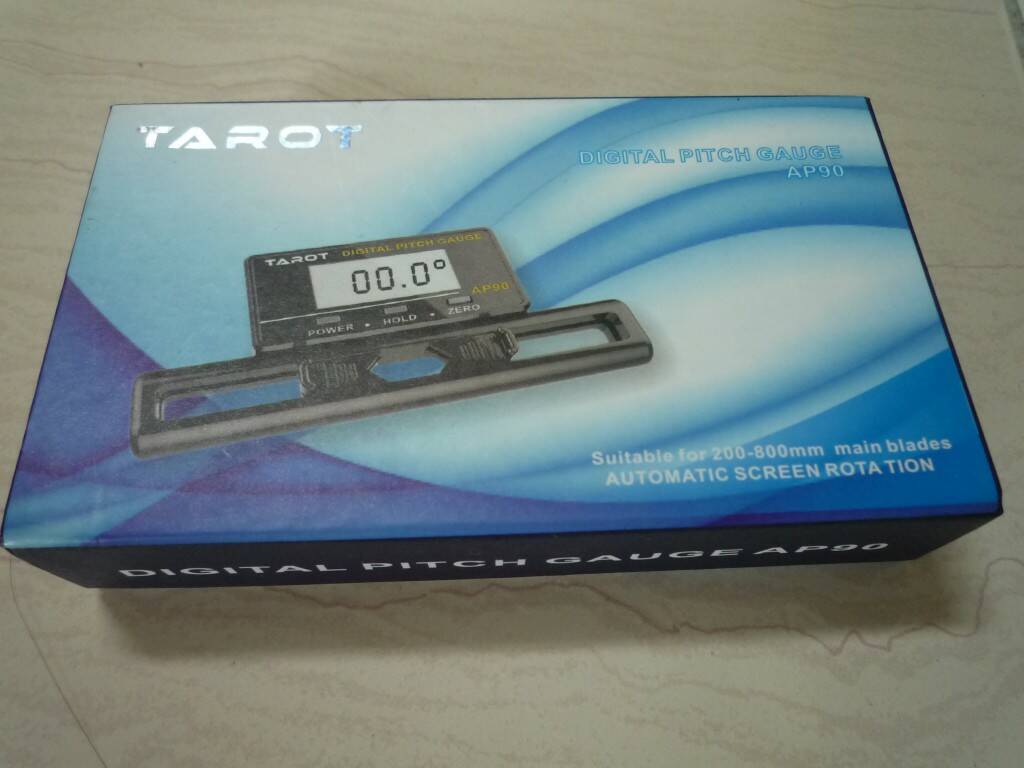 TAROT
DIGITAL PITCH GAUGE
AP90
TAROT DIGITAL PITCH GAUGE
00.0°
AP90
POWER • HOLD • ZERO
Suitable for 200-800mm main blades
AUTOMATIC SCREEN ROTA TION
DIGITAL PITCH GAUGE AP90